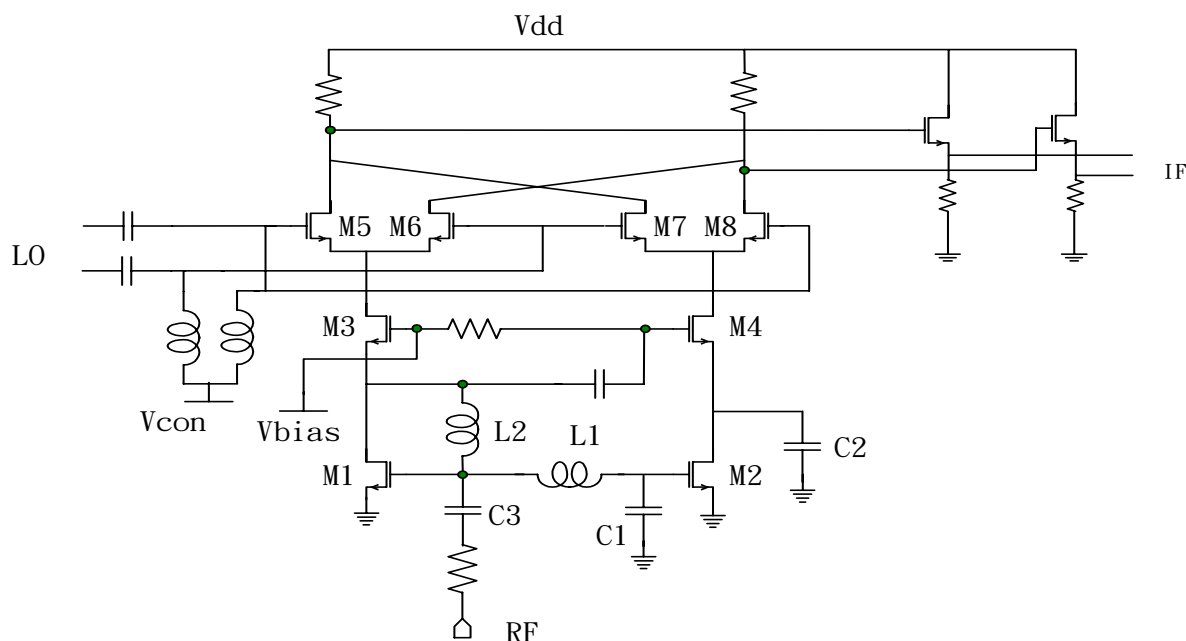 Vdd
IF
M5 M6 M7 M8
LO
M3 M4
Vcon
Vbias L2 L1 C2
M1 M2
C3 C1
RF